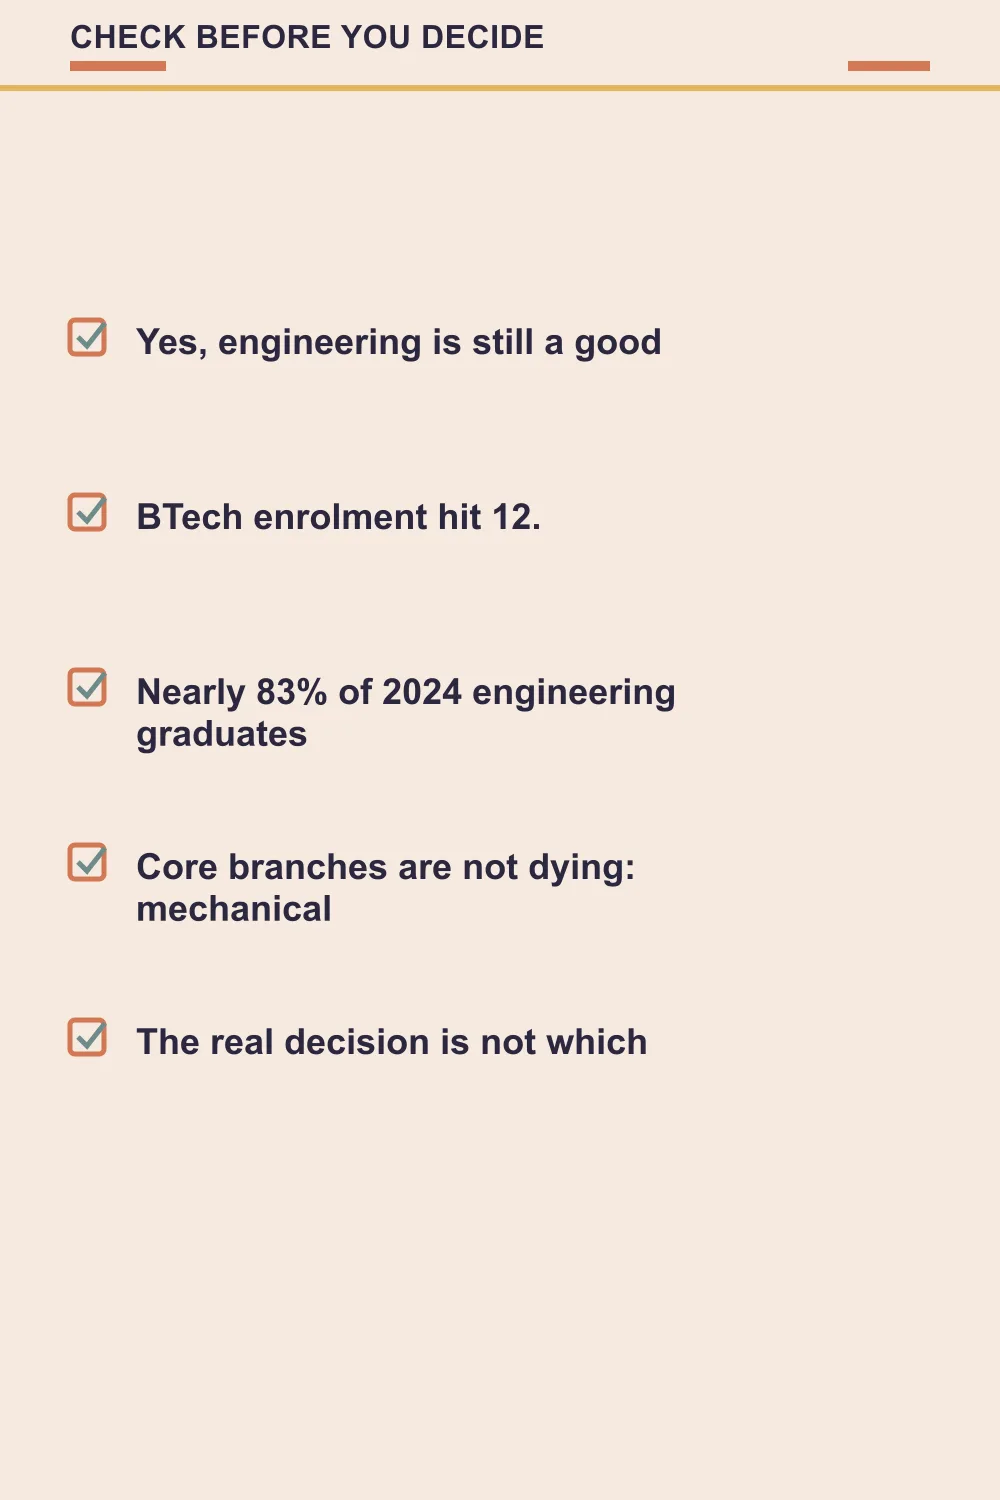 CHECK BEFORE YOU DECIDE
Yes, engineering is still a good
BTech enrolment hit 12.
Nearly 83% of 2024 engineering
graduates
Core branches are not dying:
mechanical
The real decision is not which